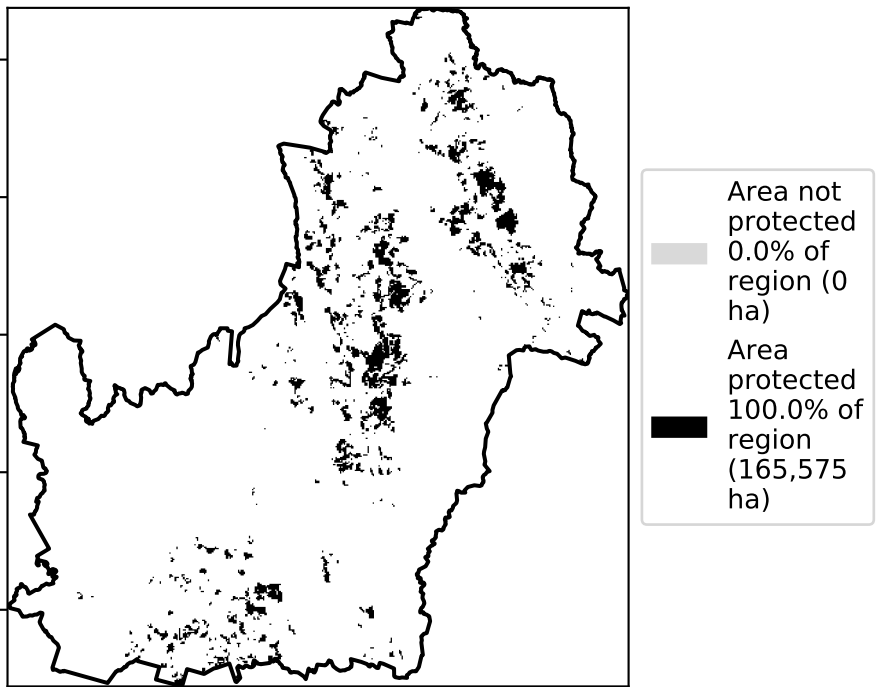 Area not
protected
0.0% of
region (0
ha)
Area
protected
100.0% of
region
(165,575
ha)